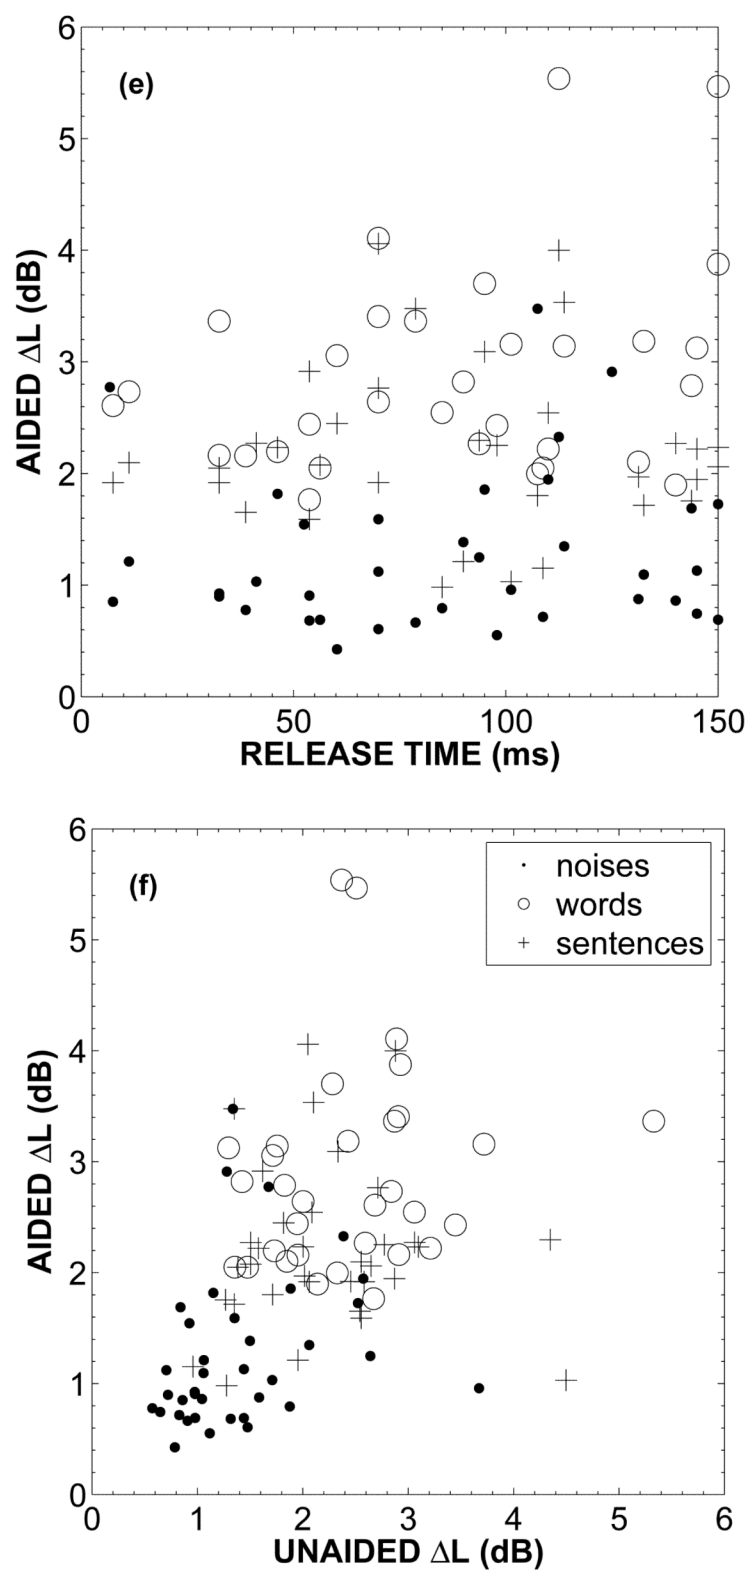 6
(e)
5
4
3
2
1
0
AIDED ΔL (dB)
0 50 100 150
RELEASE TIME (ms)
6
(f)
noises
words
sentences
5
4
3
2
1
0
AIDED ΔL (dB)
0 1 2 3 4 5 6
UNAIDED ΔL (dB)